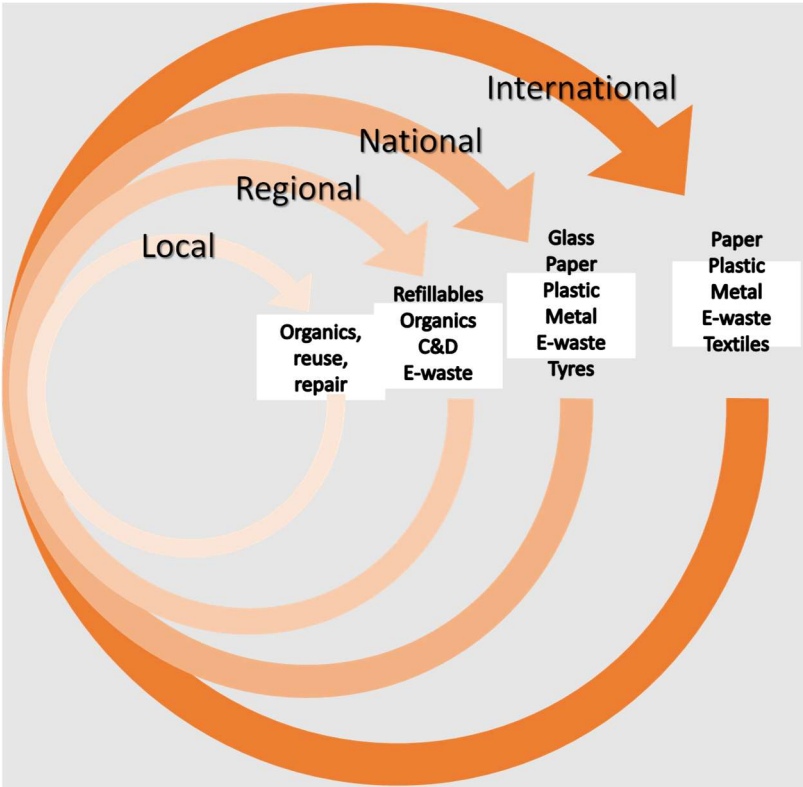 International
National
Regional
Local
Organics,
reuse,
repair
Refillables
Organics
C&D
E-waste
Glass
Paper
Plastic
Metal
E-waste
Tyres
Paper
Plastic
Metal
E-waste
Textiles